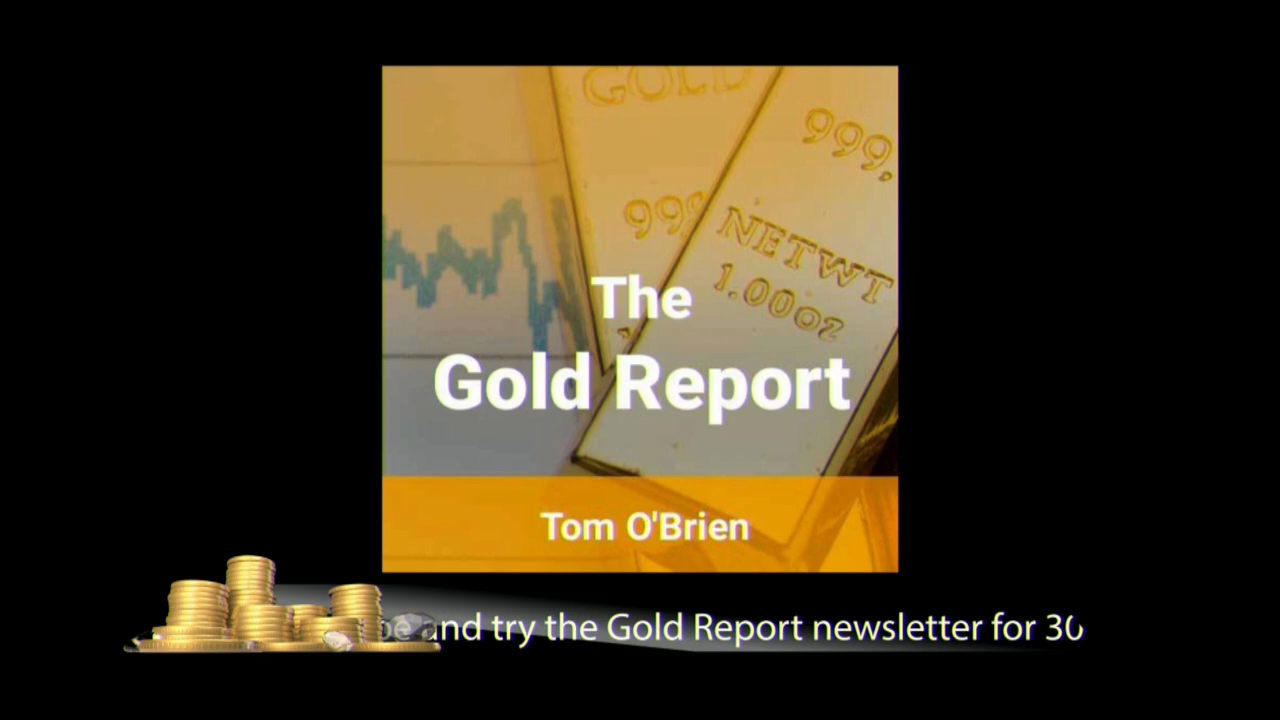 GOLD
999.
999
NETWT
1.00oz
The
Gold Report
Tom O'Brien
and try the Gold Report newsletter for 30